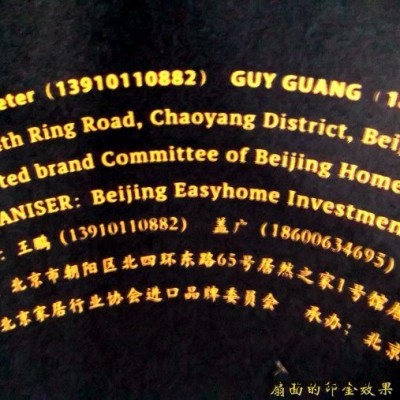 eter (13910110882) GUY GUANG (18
th Ring Road, Chaoyang District, Beij
ted brand Committee of Beijing Home
ANISER: Beijing Easyhome Investment
: 王鹏 (13910110882) 盖广 (18600634695)
北京市朝阳区北四环东路65号居然之家1号馆展
北京家居行业协会进口品牌委员会 承办: 北京
扇面的印金效果